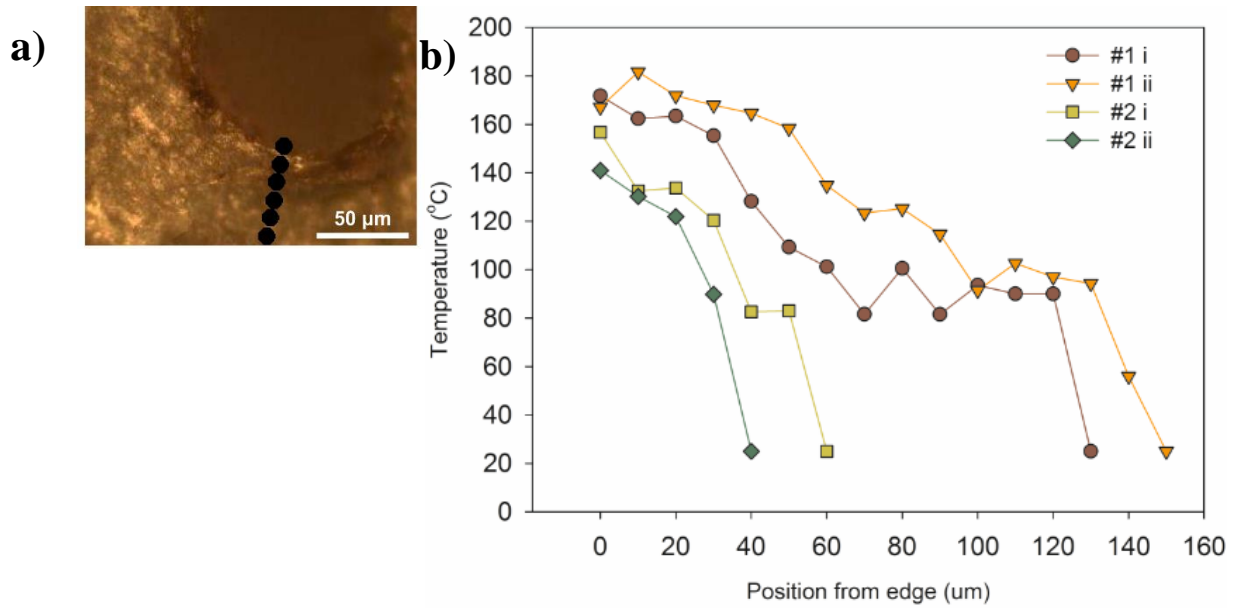 a)
50 µm
b)
200
180
160
140
120
100
80
60
40
20
0
Temperature (°C)
#1 i
#1 ii
#2 i
#2 ii
0 20 40 60 80 100 120 140 160
Position from edge (um)